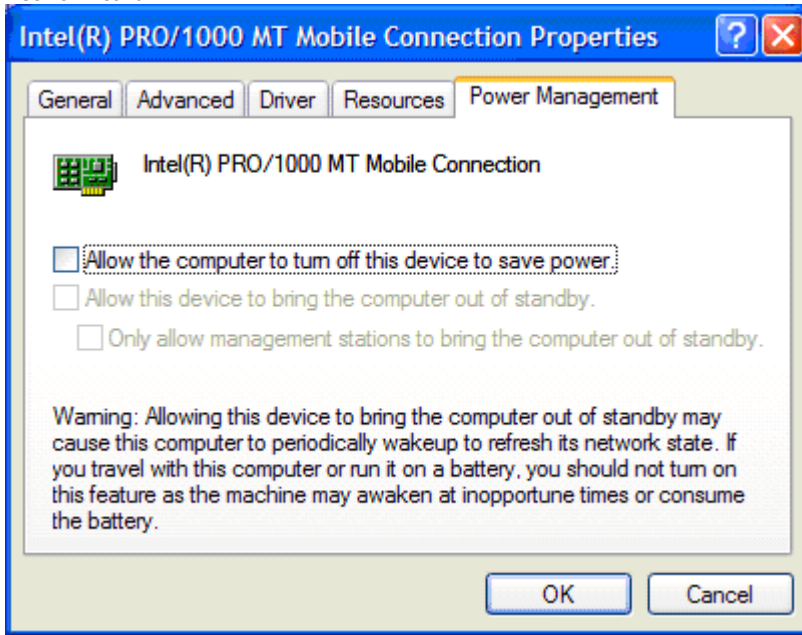 Intel(R) PRO/1000 MT Mobile Connection Properties
General Advanced Driver Resources Power Management
Intel(R) PRO/1000 MT Mobile Connection
Allow the computer to turn off this device to save power.
Allow this device to bring the computer out of standby.
Only allow management stations to bring the computer out of standby.
Warning: Allowing this device to bring the computer out of standby may
cause this computer to periodically wakeup to refresh its network state. If
you travel with this computer or run it on a battery, you should not turn on
this feature as the machine may awaken at inopportune times or consume
the battery.
OK Cancel